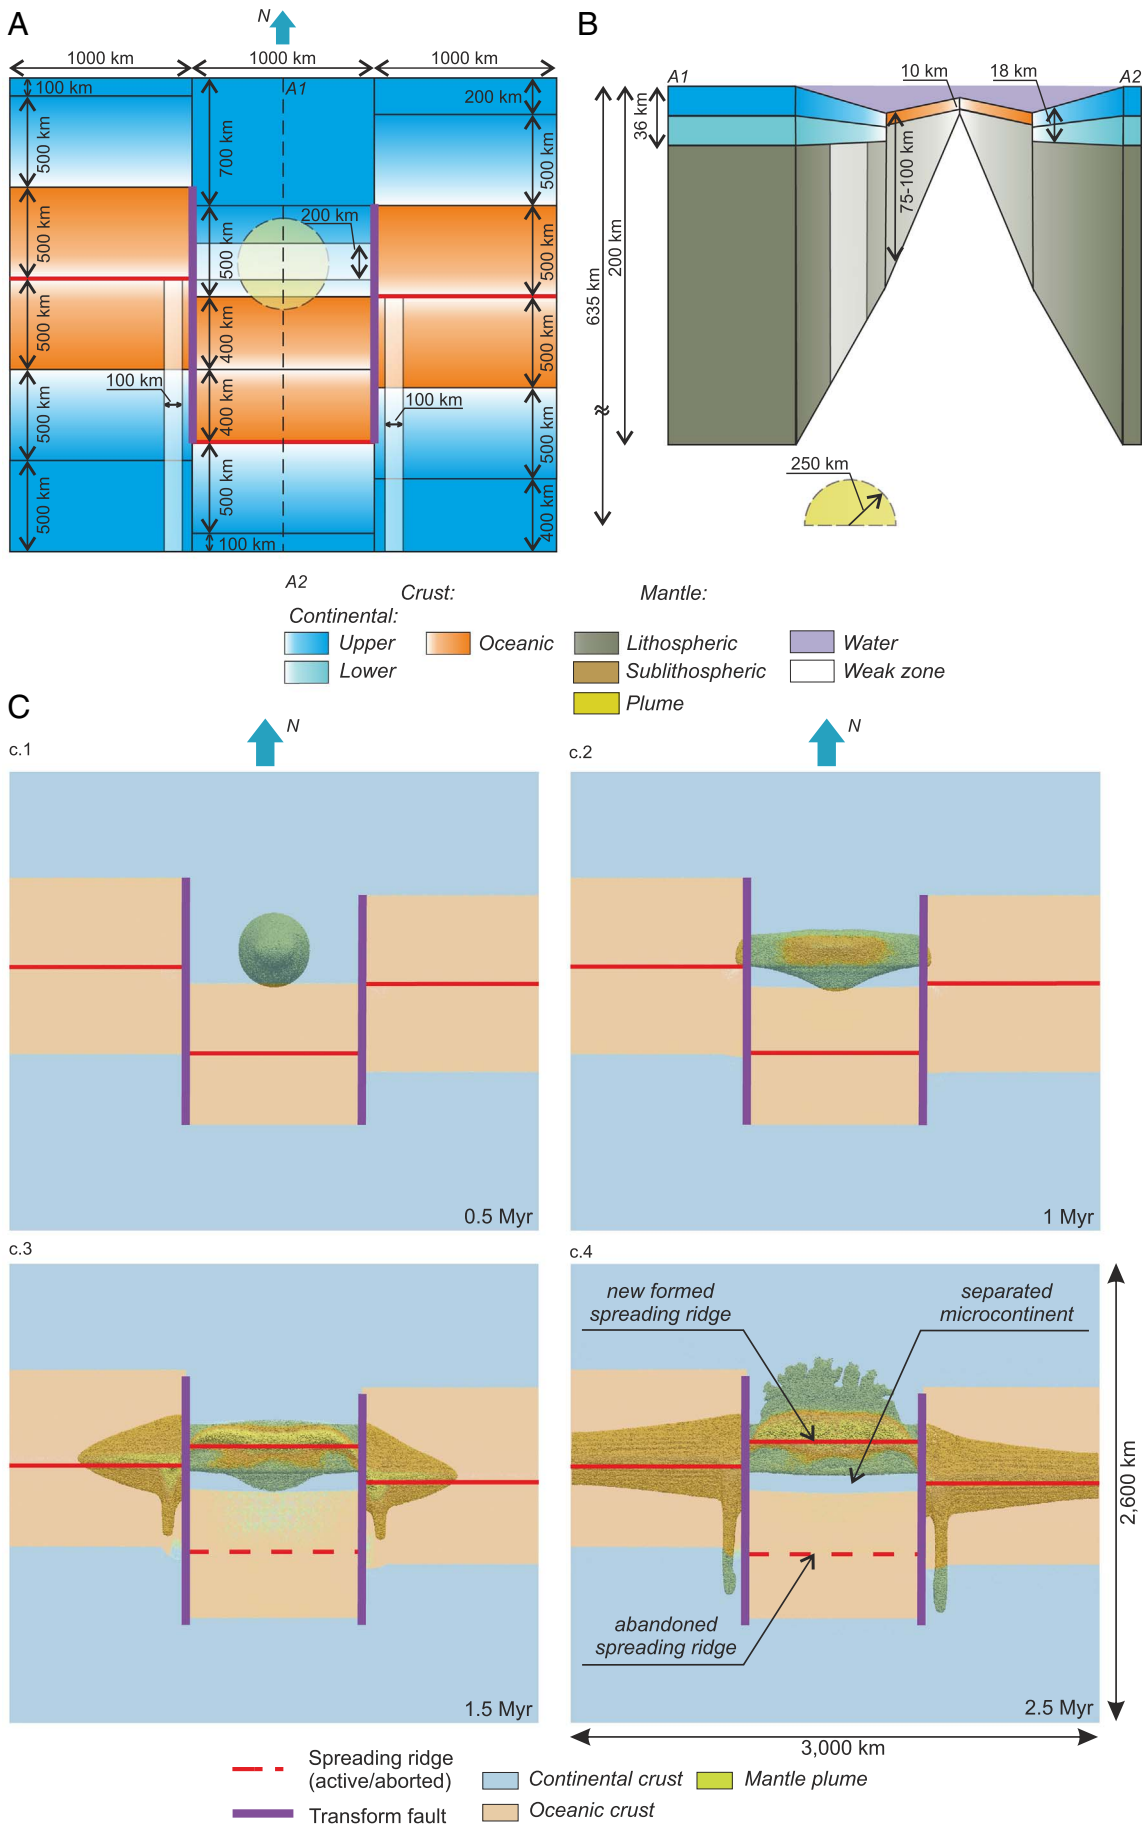 A
N
1000 km
1000 km
1000 km
100 km
500 km
500 km
500 km
500 km
500 km
100 km
700 km
A1
500 km
200 km
400 km
400 km
500 km
100 km
200 km
500 km
500 km
500 km
500 km
400 km
100 km
A2
B
A1
A2
10 km
18 km
36 km
200 km
635 km
75-100 km
250 km
Crust:
Mantle:
Continental:
Upper
Oceanic
Lithospheric
Water
Lower
Sublithospheric
Weak zone
Plume
C
N
N
c.1
c.2
0.5 Myr
1 Myr
c.3
c.4
new formed
spreading ridge
separated
microcontinent
abandoned
spreading ridge
1.5 Myr
2.5 Myr
2,600 km
3,000 km
Spreading ridge
(active/aborted)
Continental crust
Mantle plume
Transform fault
Oceanic crust